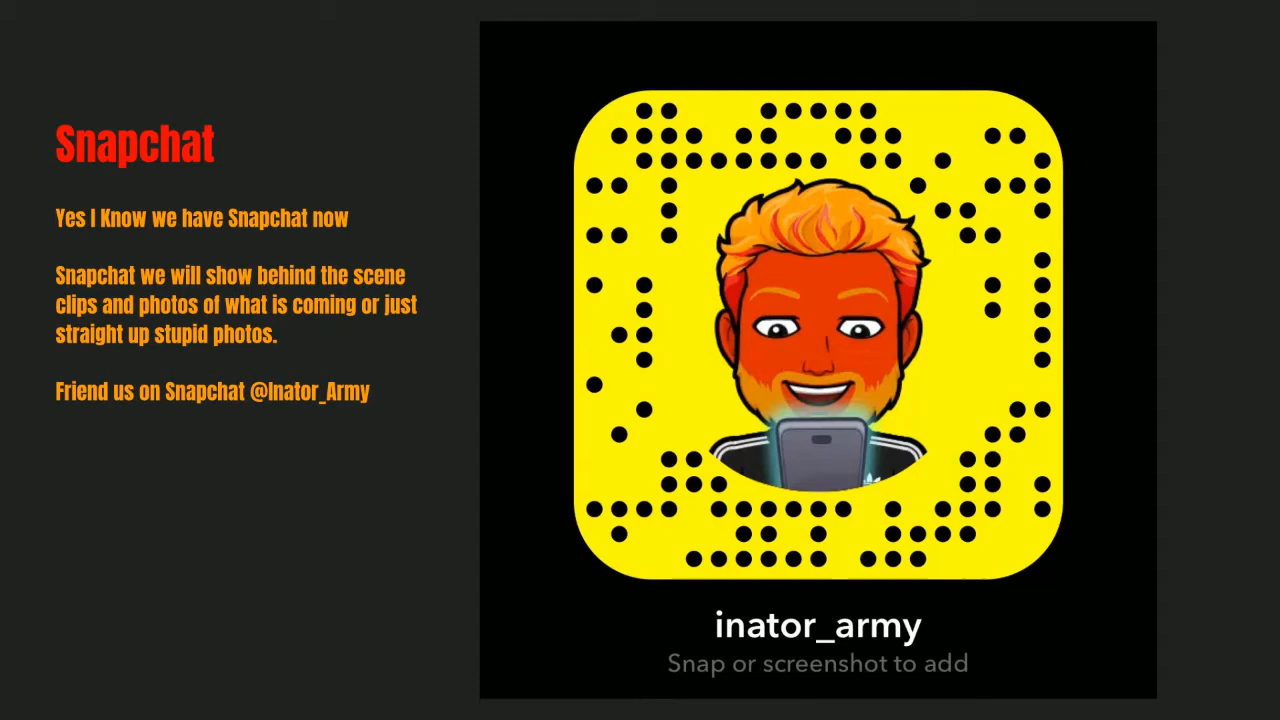 Snapchat
Yes I Know we have Snapchat now
Snapchat we will show behind the scene
clips and photos of what is coming or just
straight up stupid photos.
Friend us on Snapchat @Inator_Army
inator_army
Snap or screenshot to add